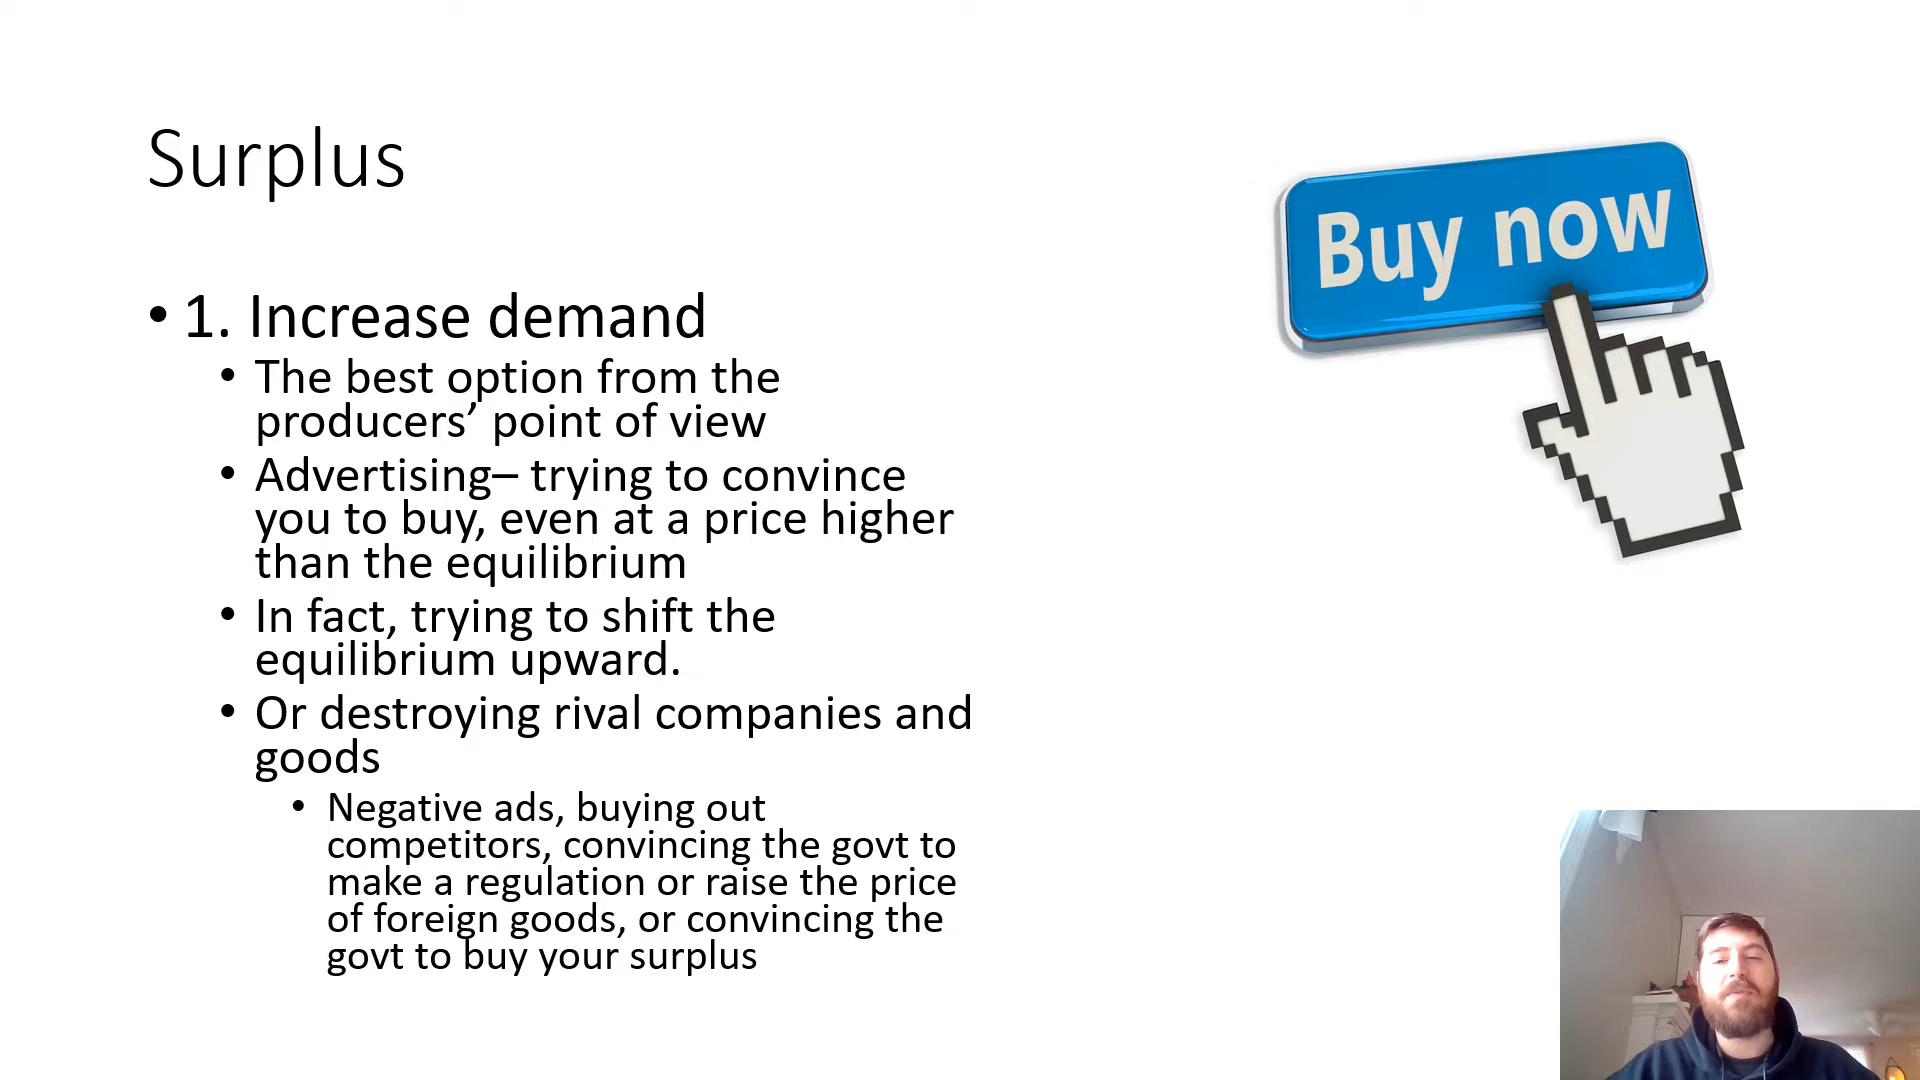 Surplus
Buy now
• 1. Increase demand
• The best option from the
producers’ point of view
• Advertising– trying to convince
you to buy, even at a price higher
than the equilibrium
• In fact, trying to shift the
equilibrium upward.
• Or destroying rival companies and
goods
• Negative ads, buying out
competitors, convincing the govt to
make a regulation or raise the price
of foreign goods, or convincing the
govt to buy your surplus